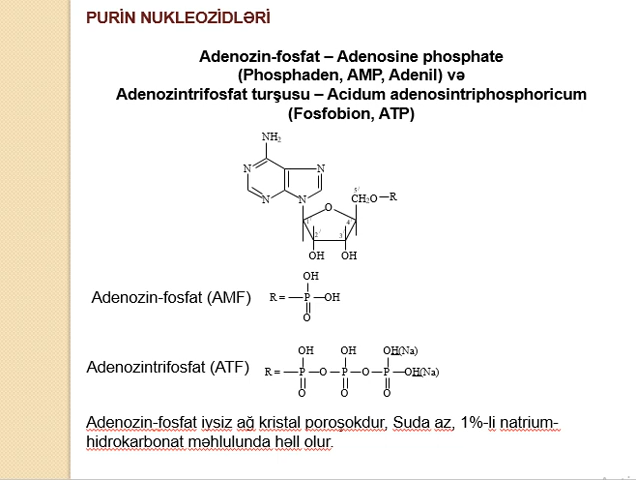 PURİN NUKLEOZİDLƏRİ
Adenozin-fosfat – Adenosine phosphate
(Phosphaden, AMP, Adenil) və
Adenozintrifosfat turşusu – Acidum adenosintriphosphoricum
(Fosfobion, ATP)
NH2
N N
N N
5'
CH2O—R
O
1' 4'
2' 3'
OH OH
OH
Adenozin-fosfat (AMF) R= —P—OH
O
OH OH OH(Na)
Adenozintrifosfat (ATF) R= —P—O—P—O—P—OH(Na)
O O O
Adenozin-fosfat iysiz ağ kristal poroşokdur, Suda az, 1%-li natrium-
hidrokarbonat məhlulunda həll olur.